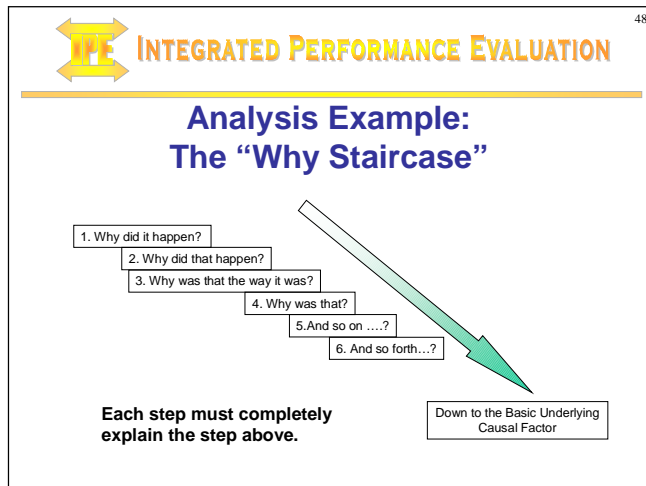 48
IPE INTEGRATED PERFORMANCE EVALUATION
Analysis Example:
The “Why Staircase”
1. Why did it happen?
2. Why did that happen?
3. Why was that the way it was?
4. Why was that?
5.And so on ....?
6. And so forth…?
Each step must completely
explain the step above.
Down to the Basic Underlying
Causal Factor